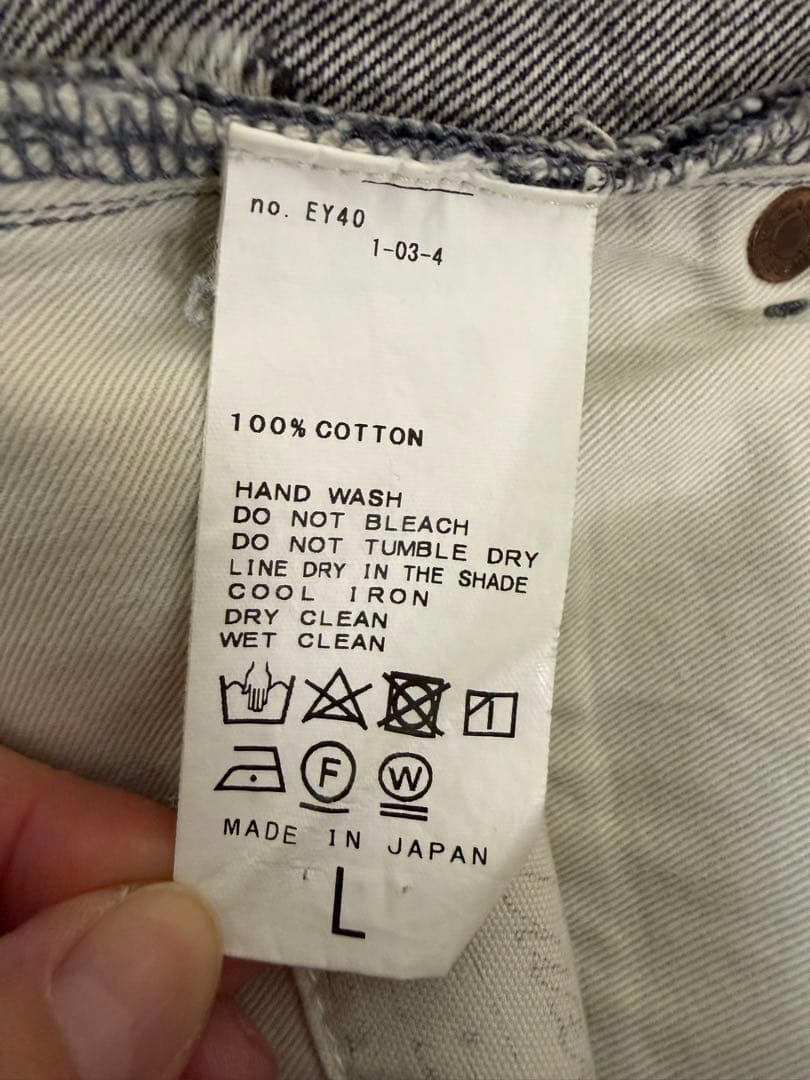 no. EY40
1-03-4
100% COTTON
HAND WASH
DO NOT BLEACH
DO NOT TUMBLE DRY
LINE DRY IN THE SHADE
COOL IRON
DRY CLEAN
WET CLEAN
F W
MADE IN JAPAN
L